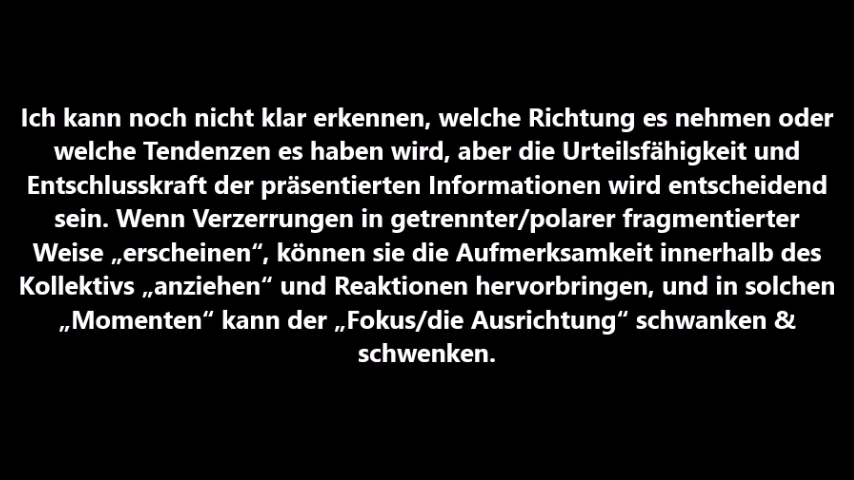 Ich kann noch nicht klar erkennen, welche Richtung es nehmen oder
welche Tendenzen es haben wird, aber die Urteilsfähigkeit und
Entschlusskraft der präsentierten Informationen wird entscheidend
sein. Wenn Verzerrungen in getrennter/polarer fragmentierter
Weise „erscheinen“, können sie die Aufmerksamkeit innerhalb des
Kollektivs „anziehen“ und Reaktionen hervorbringen, und in solchen
„Momenten“ kann der „Fokus/die Ausrichtung“ schwanken &
schwenken.